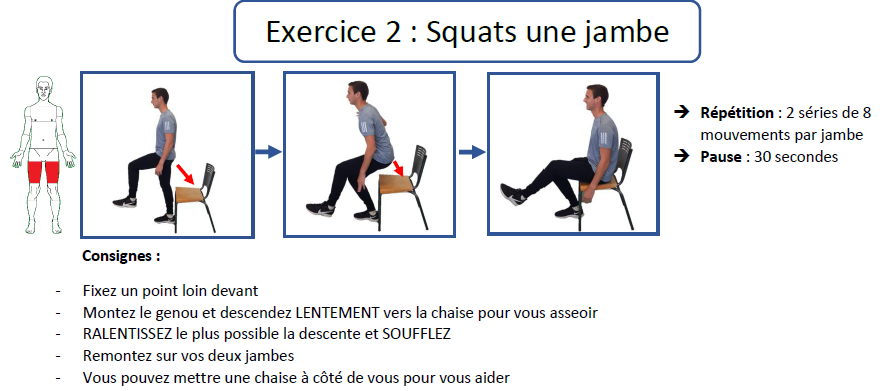 Exercice 2 : Squats une jambe
➔ Répétition : 2 séries de 8
mouvements par jambe
➔ Pause : 30 secondes
Consignes :
- Fixez un point loin devant
- Montez le genou et descendez LENTEMENT vers la chaise pour vous asseoir
- RALENTISSEZ le plus possible la descente et SOUFFLEZ
- Remontez sur vos deux jambes
- Vous pouvez mettre une chaise à côté de vous pour vous aider